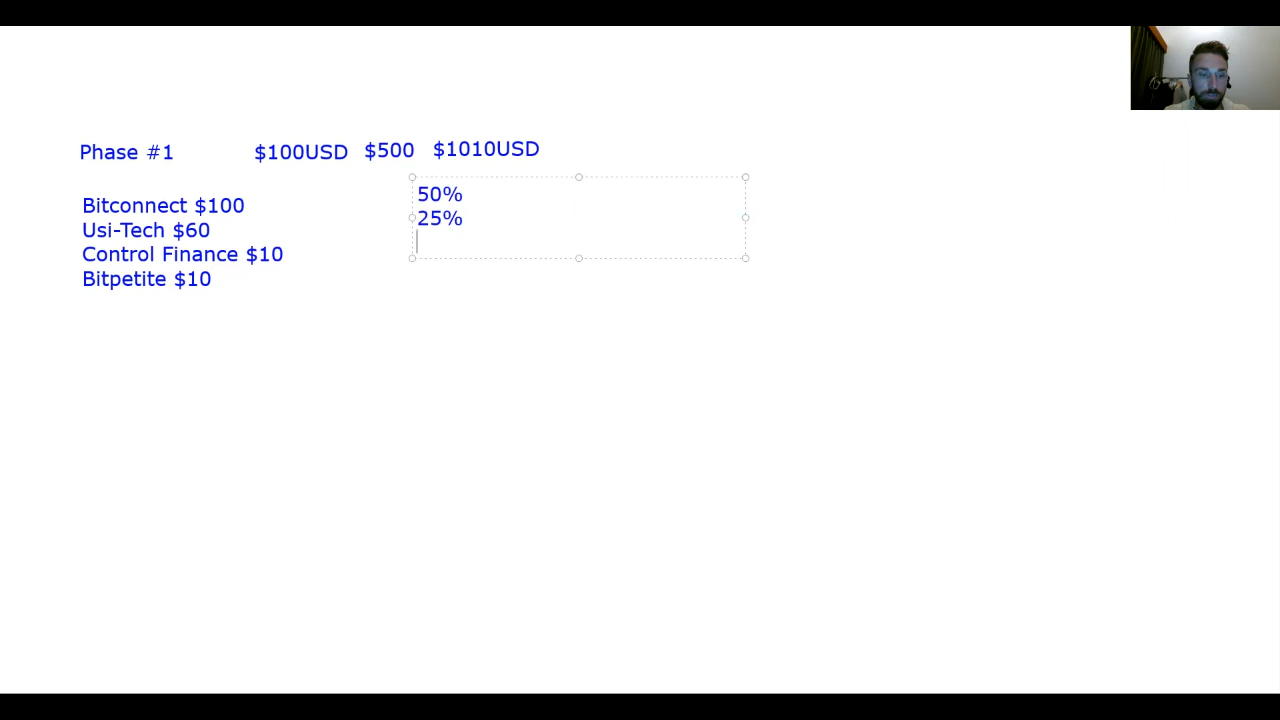 Phase #1 $100USD $500 $1010USD
50%
25%
Bitconnect $100
Usi-Tech $60
Control Finance $10
Bitpetite $10